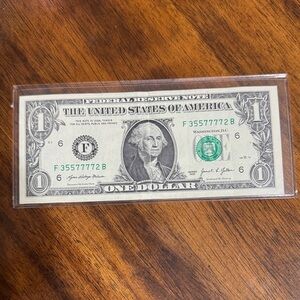 FEDERAL RESERVE NOTE
THE UNITED STATES OF AMERICA
THIS NOTE IS LEGAL TENDER
FOR ALL DEBTS, PUBLIC AND PRIVATE
F 35577772 B
WASHINGTON, D.C.
6 6
F
F 35577772 B
6 6
ONE DOLLAR
1 1
1 1